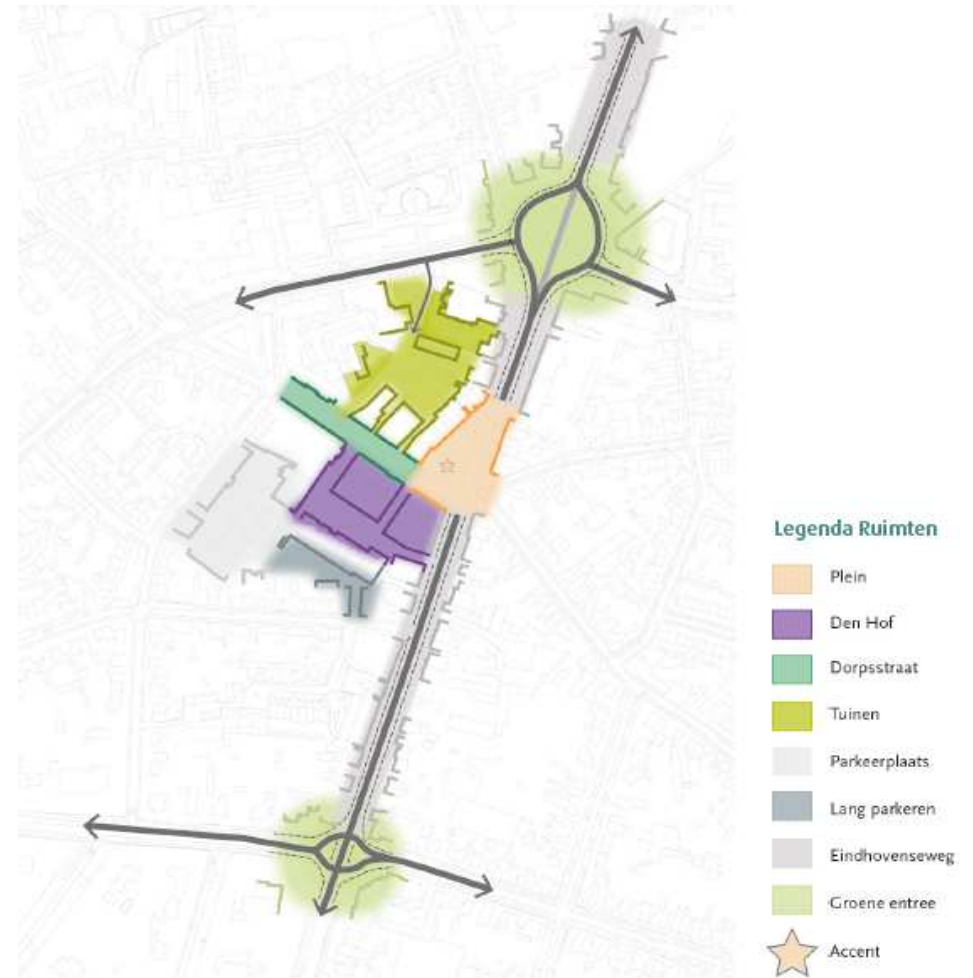 Legenda Ruimten
Plein
Den Hof
Dorpsstraat
Tuinen
Parkeerplaats
Lang parkeren
Eindhovenseweg
Groene entree
Accent